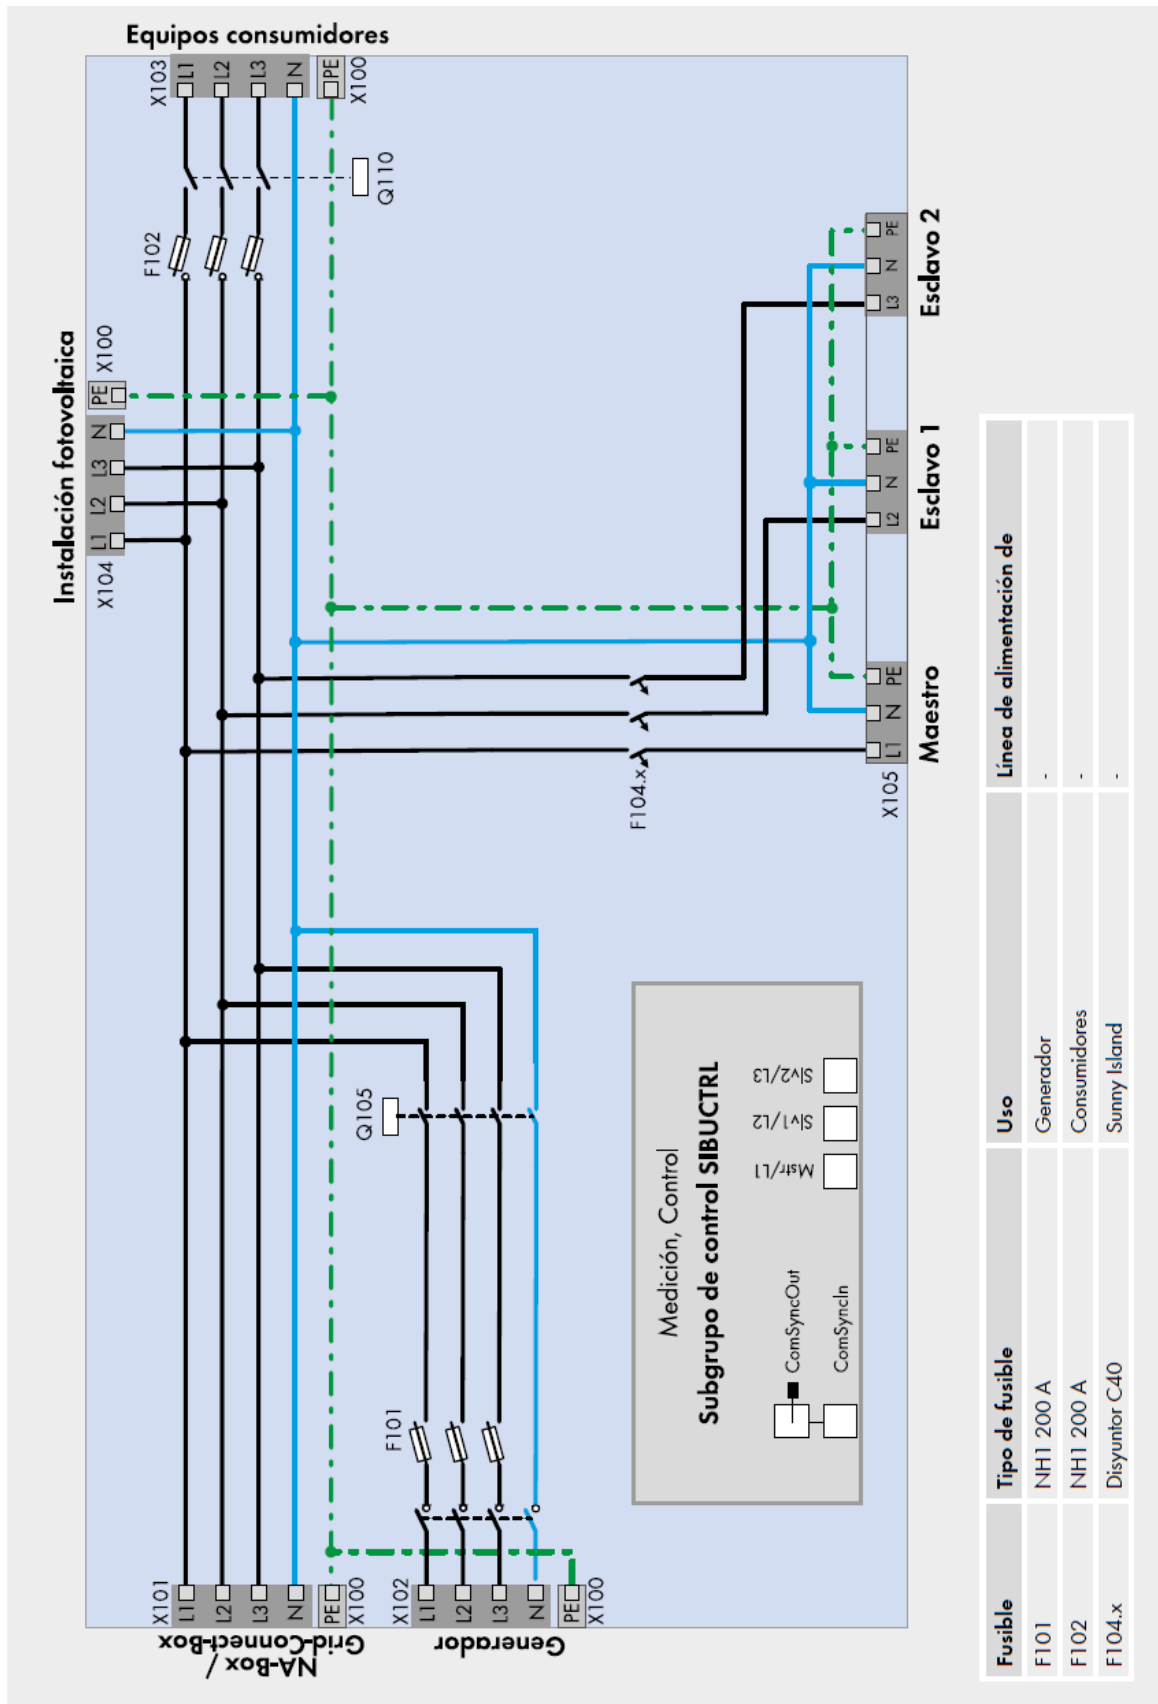 Equipos consumidores
X103
L1
L2
L3
N
PE
X100
Q110
F102
Instalación fotovoltaica
X100
PE
N
L3
L2
L1
X104
Esclavo 2
PE
N
L3
Esclavo 1
PE
N
L2
Maestro
PE
N
L1
X105
F104.x
Q105
F101
Medición, Control
Subgrupo de control SIBUCTRL
Mstr/L1
Slv1/L2
Slv2/L3
ComSyncOut
ComSyncIn
X101
L1
L2
L3
N
PE
X100
NA-Box /
Grid-Connect-Box
X102
L1
L2
L3
N
PE
X100
Generador
Fusible Tipo de fusible Uso Línea de alimentación de
F101 NH1 200 A Generador -
F102 NH1 200 A Consumidores -
F104.x Disyuntor C40 Sunny Island -